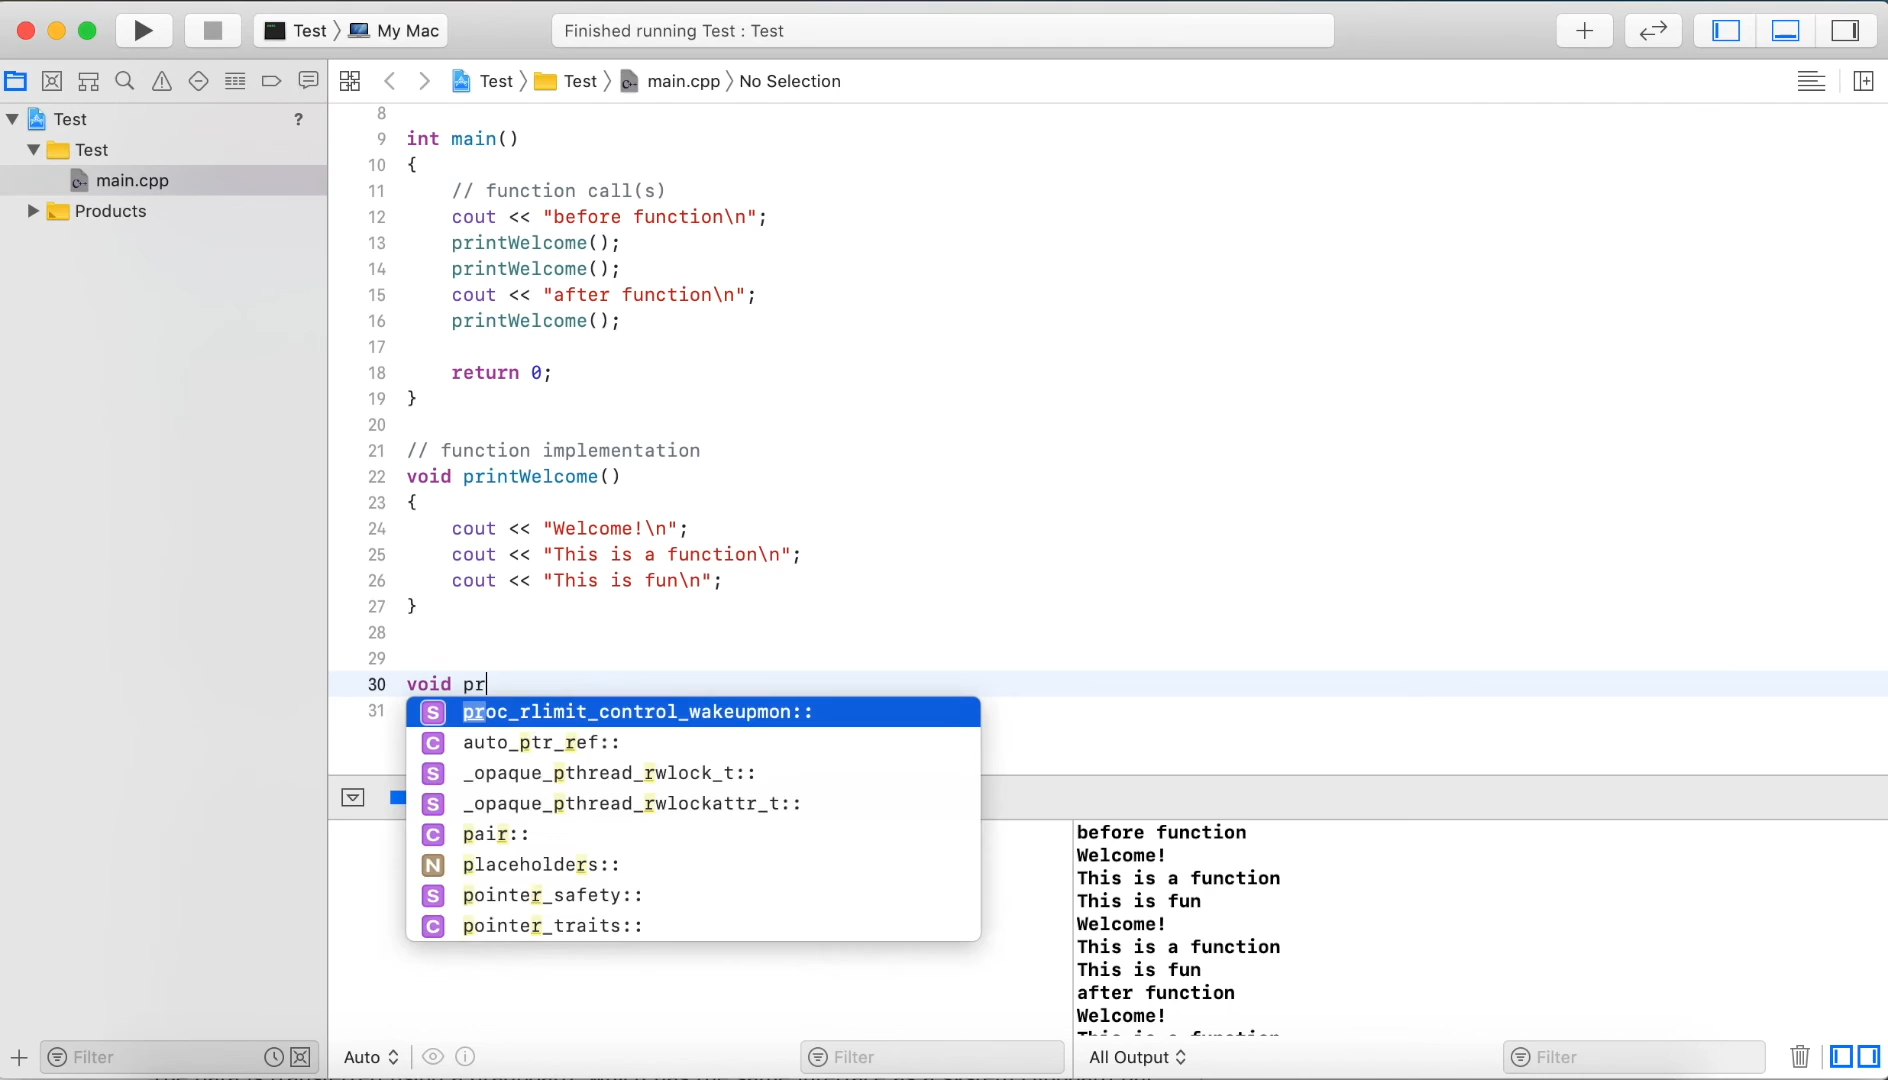 Test 〉 My Mac
Finished running Test : Test
Test 〉 Test 〉 main.cpp 〉 No Selection
Test ?
Test
main.cpp
Products
8
9 int main()
10 {
11 // function call(s)
12 cout << "before function\n";
13 printWelcome();
14 printWelcome();
15 cout << "after function\n";
16 printWelcome();
17
18 return 0;
19 }
20
21 // function implementation
22 void printWelcome()
23 {
24 cout << "Welcome!\n";
25 cout << "This is a function\n";
26 cout << "This is fun\n";
27 }
28
29
30 void pr
31
S proc_rlimit_control_wakeupmon::
C auto_ptr_ref::
S _opaque_pthread_rwlock_t::
S _opaque_pthread_rwlockattr_t::
C pair::
N placeholders::
S pointer_safety::
C pointer_traits::
before function
Welcome!
This is a function
This is fun
Welcome!
This is a function
This is fun
after function
Welcome!
Filter
Auto
Filter
All Output
Filter